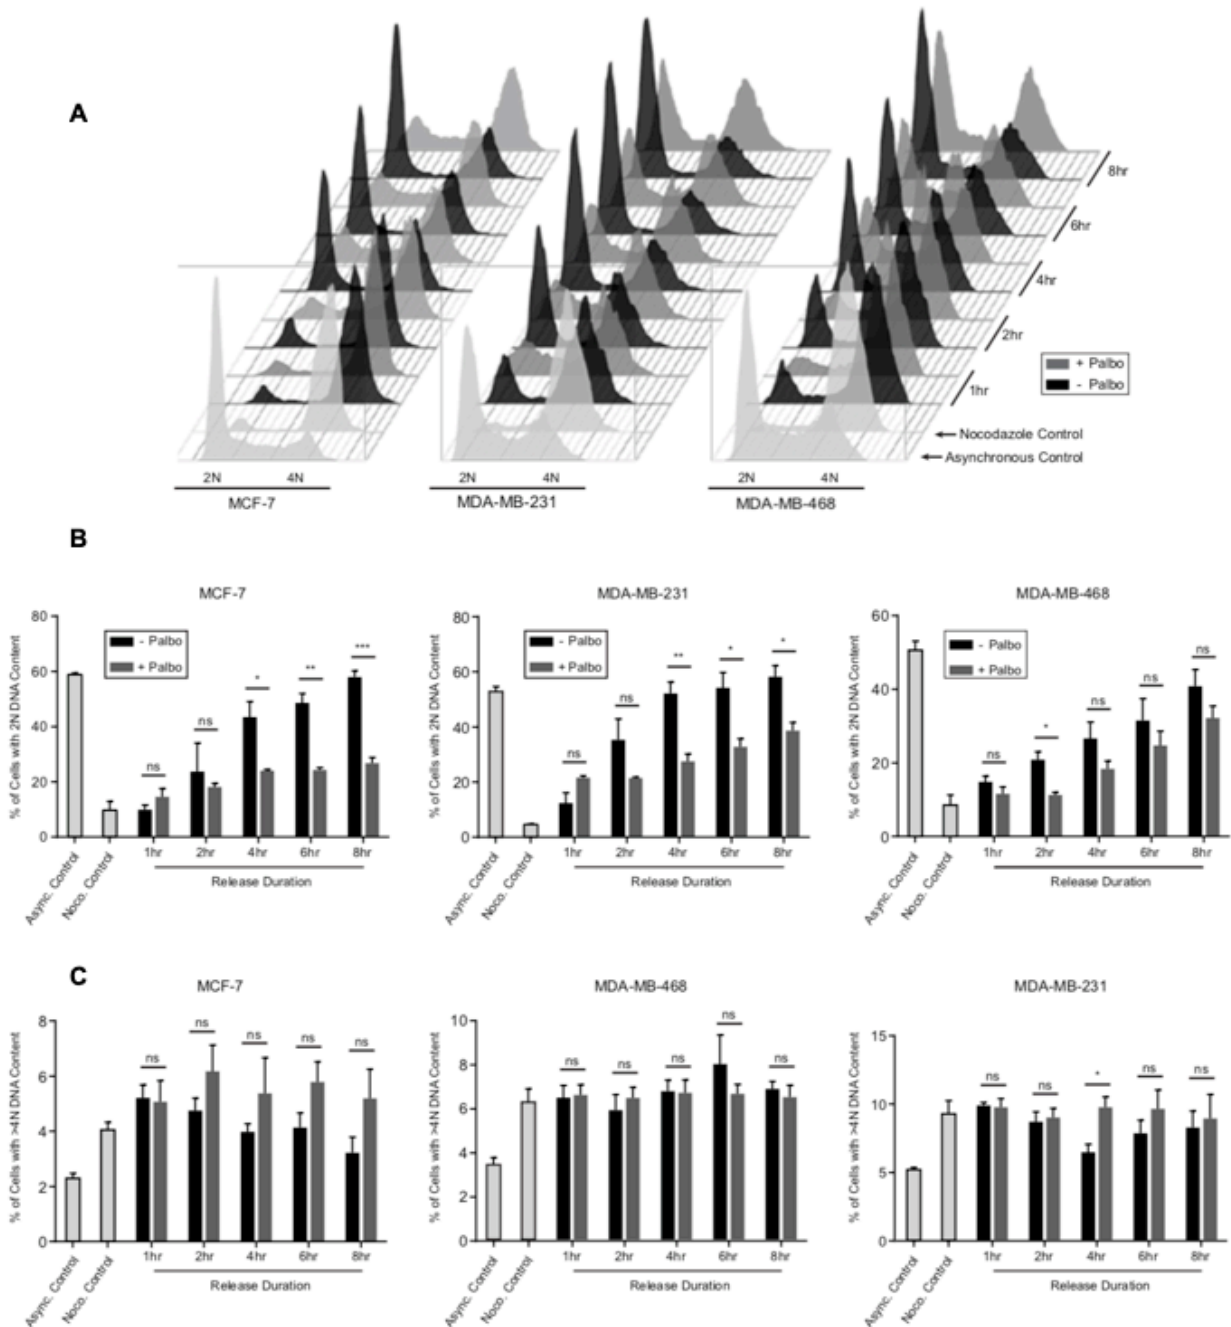 A
8hr
6hr
4hr
2hr
1hr
+ Palbo
- Palbo
Nocodazole Control
Asynchronous Control
2N 4N 2N 4N 2N 4N
MCF-7 MDA-MB-231 MDA-MB-468
B
MCF-7
% of Cells with 2N DNA Content
80
60
40
20
0
- Palbo
+ Palbo
ns ns * ** ***
Async. Control Noco. Control 1hr 2hr 4hr 6hr 8hr
Release Duration
MDA-MB-231
% of Cells with 2N DNA Content
80
60
40
20
0
- Palbo
+ Palbo
ns ns ** * *
Async. Control Noco. Control 1hr 2hr 4hr 6hr 8hr
Release Duration
MDA-MB-468
% of Cells with 2N DNA Content
60
40
20
0
- Palbo
+ Palbo
ns * ns ns ns
Async. Control Noco. Control 1hr 2hr 4hr 6hr 8hr
Release Duration
C
MCF-7
% of Cells with >4N DNA Content
8
6
4
2
0
ns ns ns ns ns
Async. Control Noco. Control 1hr 2hr 4hr 6hr 8hr
Release Duration
MDA-MB-468
% of Cells with >4N DNA Content
10
8
6
4
2
0
ns ns ns ns ns
Async. Control Noco. Control 1hr 2hr 4hr 6hr 8hr
Release Duration
MDA-MB-231
% of Cells with >4N DNA Content
15
10
5
0
ns ns * ns ns
Async. Control Noco. Control 1hr 2hr 4hr 6hr 8hr
Release Duration